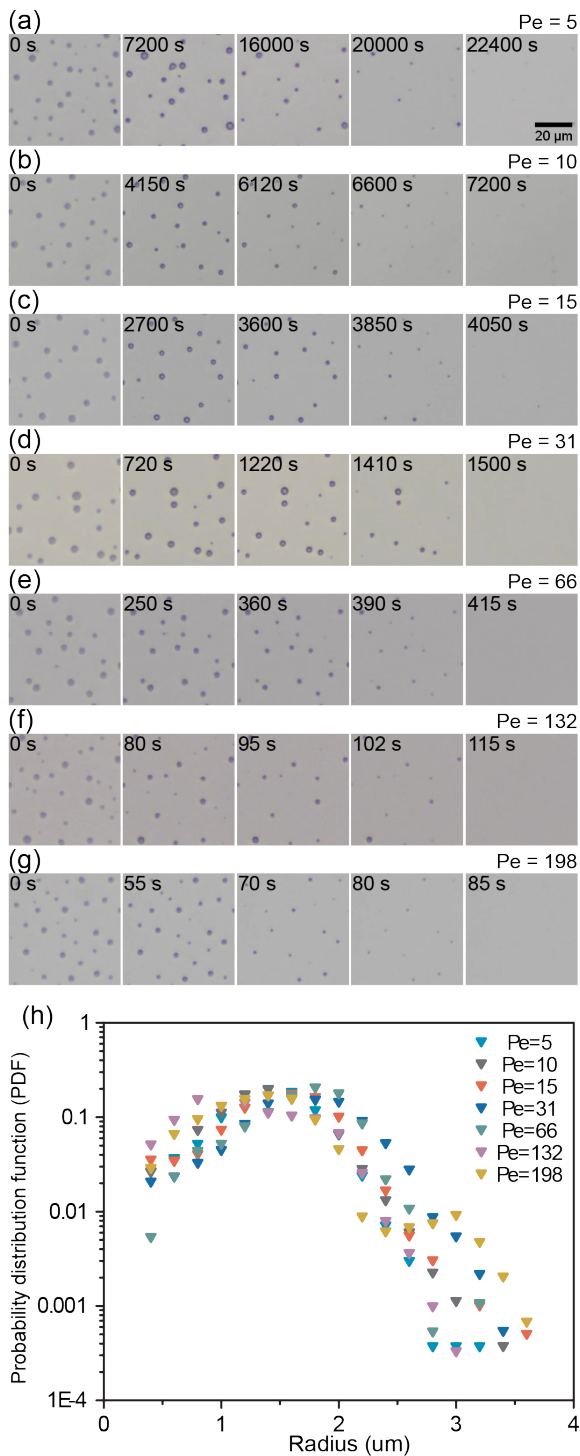 (a) Pe = 5
0 s 7200 s 16000 s 20000 s 22400 s
20 µm
(b) Pe = 10
0 s 4150 s 6120 s 6600 s 7200 s
(c) Pe = 15
0 s 2700 s 3600 s 3850 s 4050 s
(d) Pe = 31
0 s 720 s 1220 s 1410 s 1500 s
(e) Pe = 66
0 s 250 s 360 s 390 s 415 s
(f) Pe = 132
0 s 80 s 95 s 102 s 115 s
(g) Pe = 198
0 s 55 s 70 s 80 s 85 s
(h)
Probability distribution function (PDF)
1
0.1
0.01
0.001
1E-4
Pe=5
Pe=10
Pe=15
Pe=31
Pe=66
Pe=132
Pe=198
0 1 2 3 4
Radius (um)